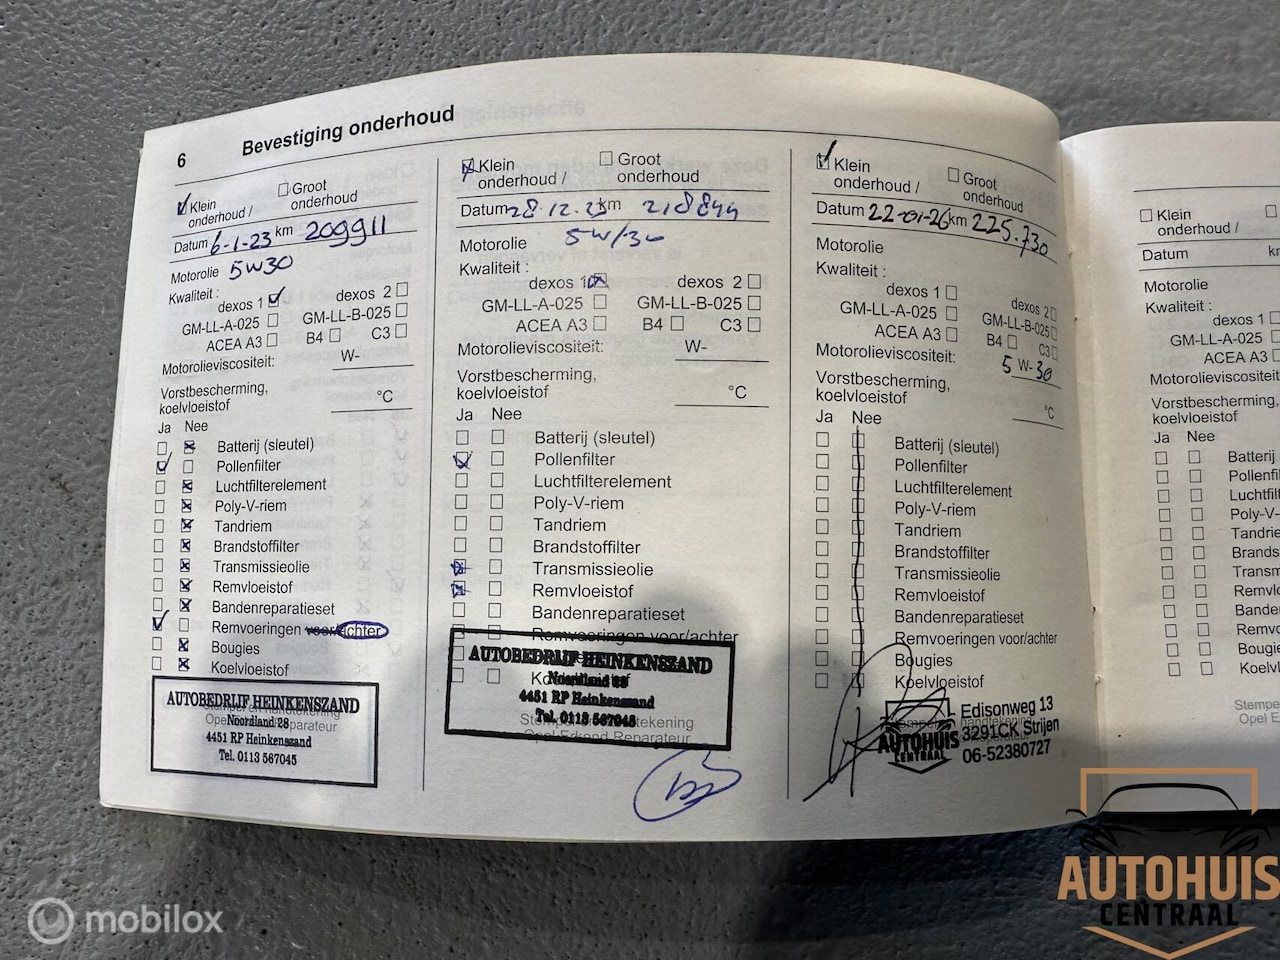 6 Bevestiging onderhoud
Klein onderhoud / Groot onderhoud
Datum 6-1-23 km 209911
Motorolie 5W30
Kwaliteit :
dexos 1 dexos 2
GM-LL-A-025 GM-LL-B-025
ACEA A3 B4 C3
Motorolieviscositeit: W-
Vorstbescherming,
koelvloeistof °C
Ja Nee
Batterij (sleutel)
Pollenfilter
Luchtfilterelement
Poly-V-riem
Tandriem
Brandstoffilter
Transmissieolie
Remvloeistof
Bandenreparatieset
Remvoeringen voor/achter
Bougies
Koelvloeistof
AUTOBEDRIJF HEINKENSZAND
Noordland 28
4451 RP Heinkenszand
Tel. 0113 567045
Klein onderhoud / Groot onderhoud
Datum 28.12.23 km 218844
Motorolie 5W/30
Kwaliteit :
dexos 1 dexos 2
GM-LL-A-025 GM-LL-B-025
ACEA A3 B4 C3
Motorolieviscositeit: W-
Vorstbescherming,
koelvloeistof °C
Ja Nee
Batterij (sleutel)
Pollenfilter
Luchtfilterelement
Poly-V-riem
Tandriem
Brandstoffilter
Transmissieolie
Remvloeistof
Bandenreparatieset
Remvoeringen voor/achter
AUTOBEDRIJF HEINKENSZAND
Noordland 28
4451 RP Heinkenszand
Tel. 0113 567045
Opel Erkend Reparateur
Klein onderhoud / Groot onderhoud
Datum 22-01-26 km 225.730
Motorolie
Kwaliteit :
dexos 1 dexos 2
GM-LL-A-025 GM-LL-B-025
ACEA A3 B4 C3
Motorolieviscositeit: 5 W-30
Vorstbescherming,
koelvloeistof °C
Ja Nee
Batterij (sleutel)
Pollenfilter
Luchtfilterelement
Poly-V-riem
Tandriem
Brandstoffilter
Transmissieolie
Remvloeistof
Bandenreparatieset
Remvoeringen voor/achter
Bougies
Koelvloeistof
AUTOHUIS
CENTRAAL
Edisonweg 13
3291CK Strijen
06-52380727
Klein
onderhoud /
Datum
Motorolie
Kwaliteit :
dexos 1
GM-LL-A-025
ACEA A3
Motorolieviscositeit
Vorstbescherming,
koelvloeistof
Ja Nee
AUTOHUIS
CENTRAAL
mobilox